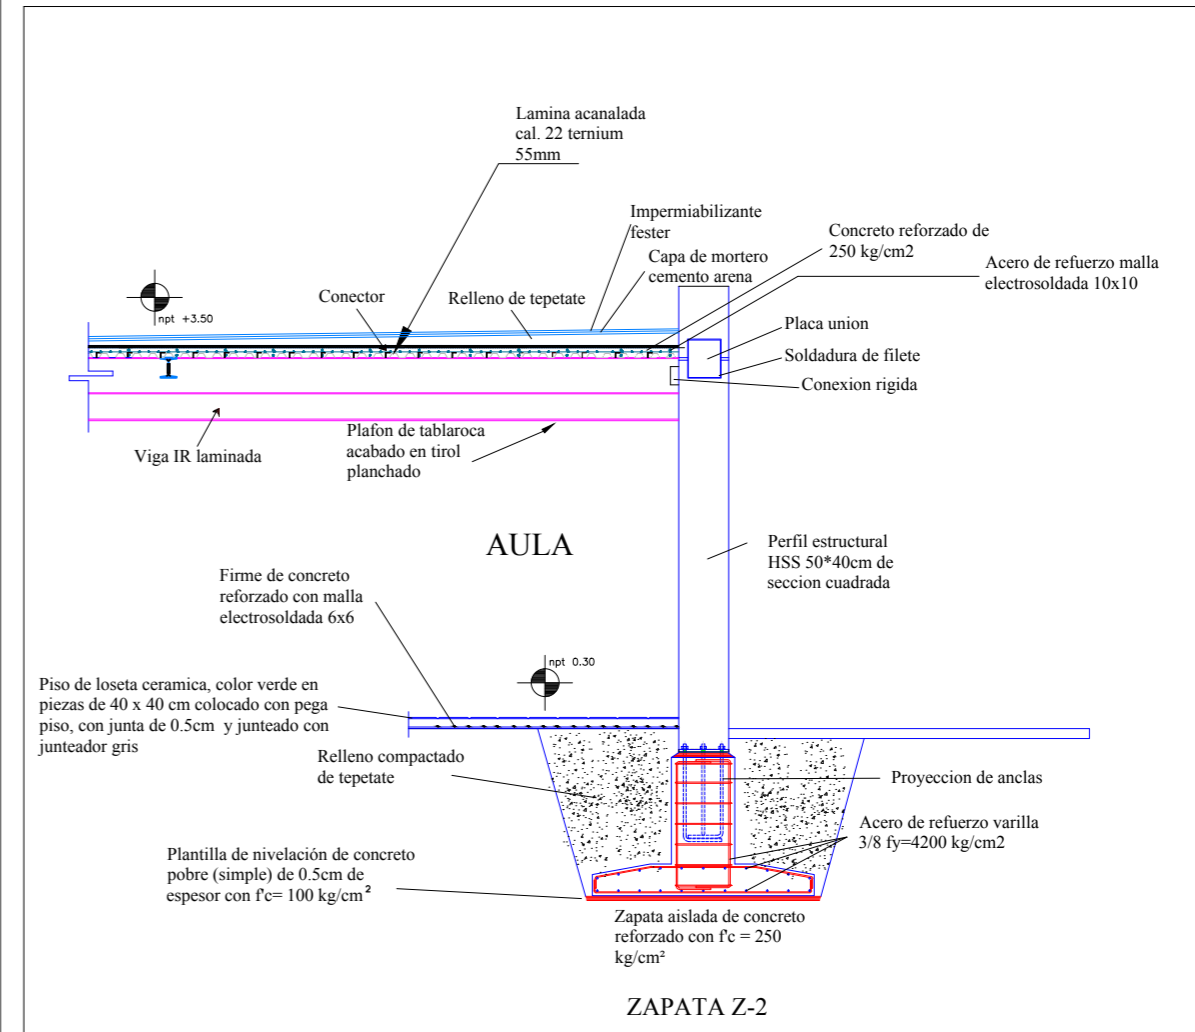 Lamina acanalada
cal. 22 ternium
55mm
Impermiabilizante
fester
Capa de mortero
cemento arena
Concreto reforzado de
250 kg/cm2
Acero de refuerzo malla
electrosoldada 10x10
Conector
Relleno de tepetate
npt +3.50
Placa union
Soldadura de filete
Conexion rigida
Viga IR laminada
Plafon de tablaroca
acabado en tirol
planchado
AULA
Perfil estructural
HSS 50*40cm de
seccion cuadrada
Firme de concreto
reforzado con malla
electrosoldada 6x6
npt 0.30
Piso de loseta ceramica, color verde en
piezas de 40 x 40 cm colocado con pega
piso, con junta de 0.5cm y junteado con
junteador gris
Relleno compactado
de tepetate
Proyeccion de anclas
Acero de refuerzo varilla
3/8 fy=4200 kg/cm2
Plantilla de nivelación de concreto
pobre (simple) de 0.5cm de
espesor con f'c= 100 kg/cm²
Zapata aislada de concreto
reforzado con f'c = 250
kg/cm²
ZAPATA Z-2